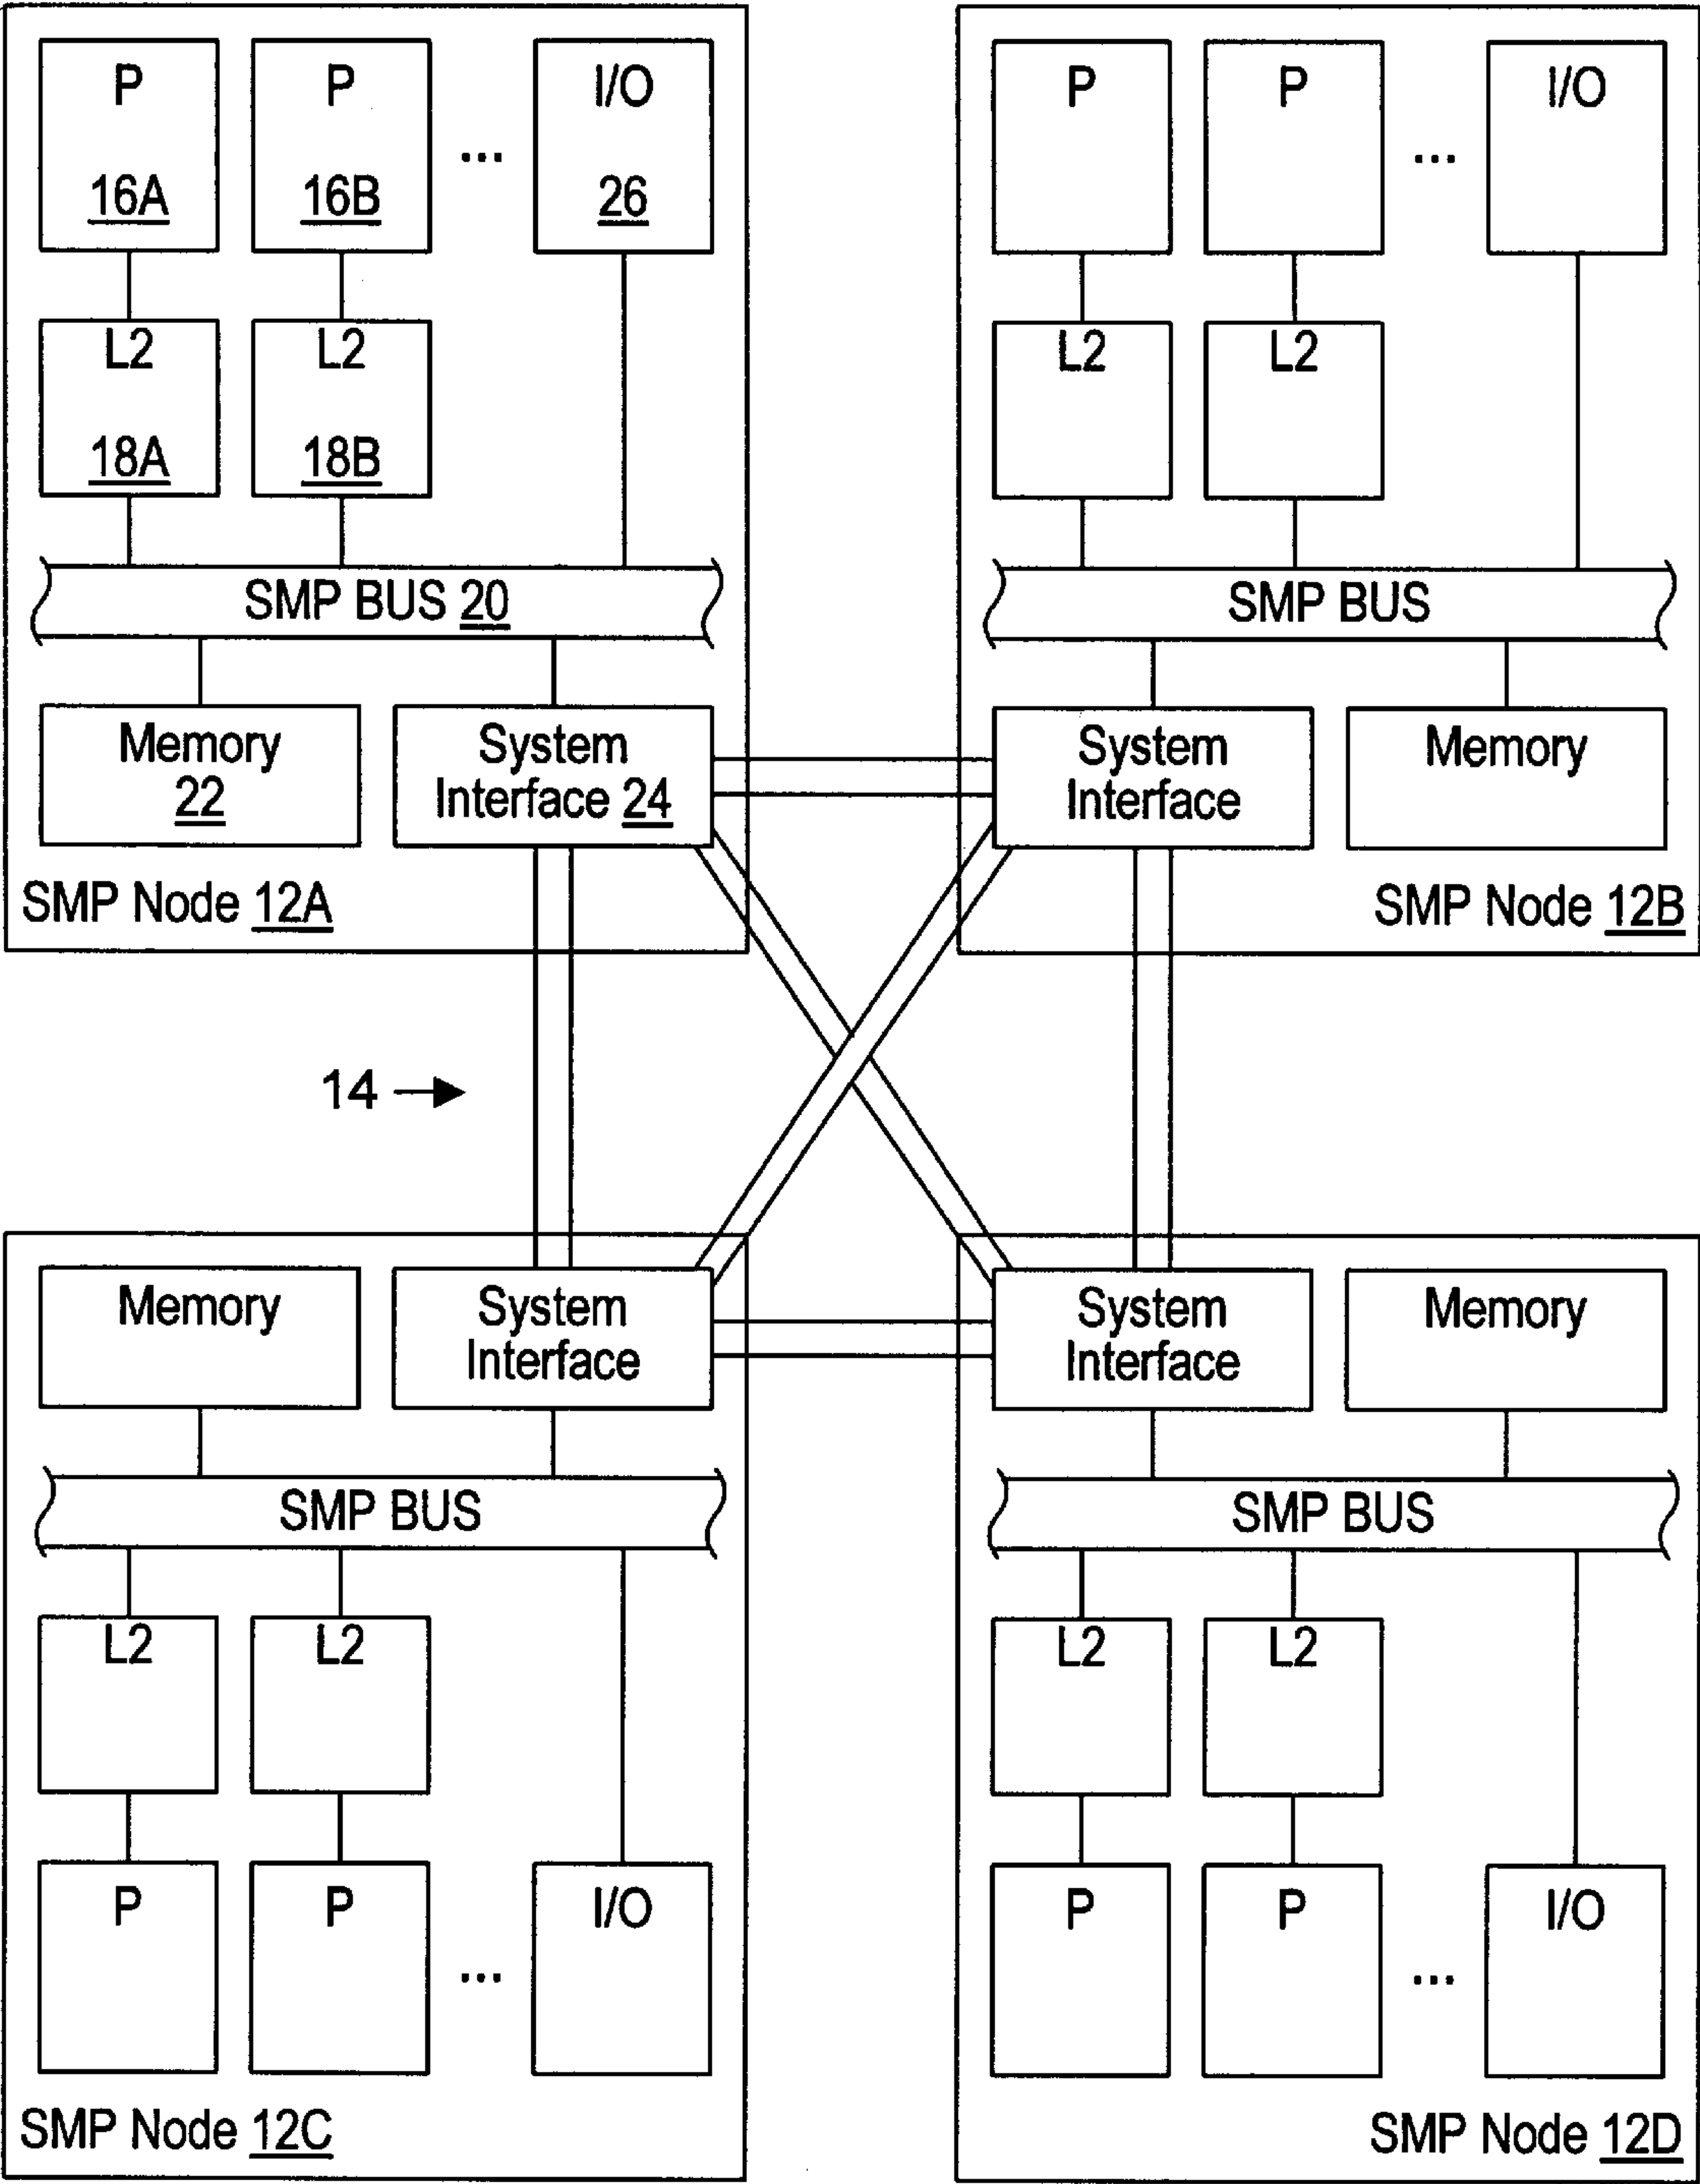 P P ... I/O
16A 16B 26
L2 L2
18A 18B
SMP BUS 20
Memory
22
System
Interface 24
SMP Node 12A
P P ... I/O
L2 L2
SMP BUS
System
Interface
Memory
SMP Node 12B
14
Memory
System
Interface
SMP BUS
L2 L2
P P ... I/O
SMP Node 12C
System
Interface
Memory
SMP BUS
L2 L2
P P ... I/O
SMP Node 12D